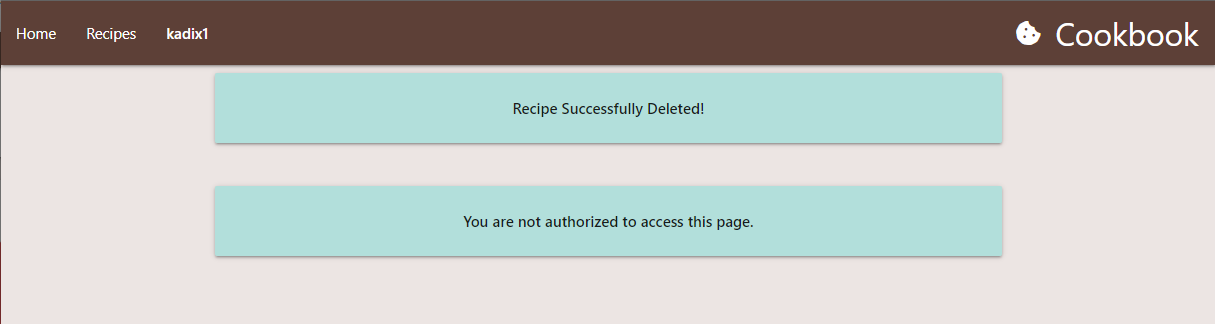 Home Recipes kadix1 Cookbook
Recipe Successfully Deleted!
You are not authorized to access this page.